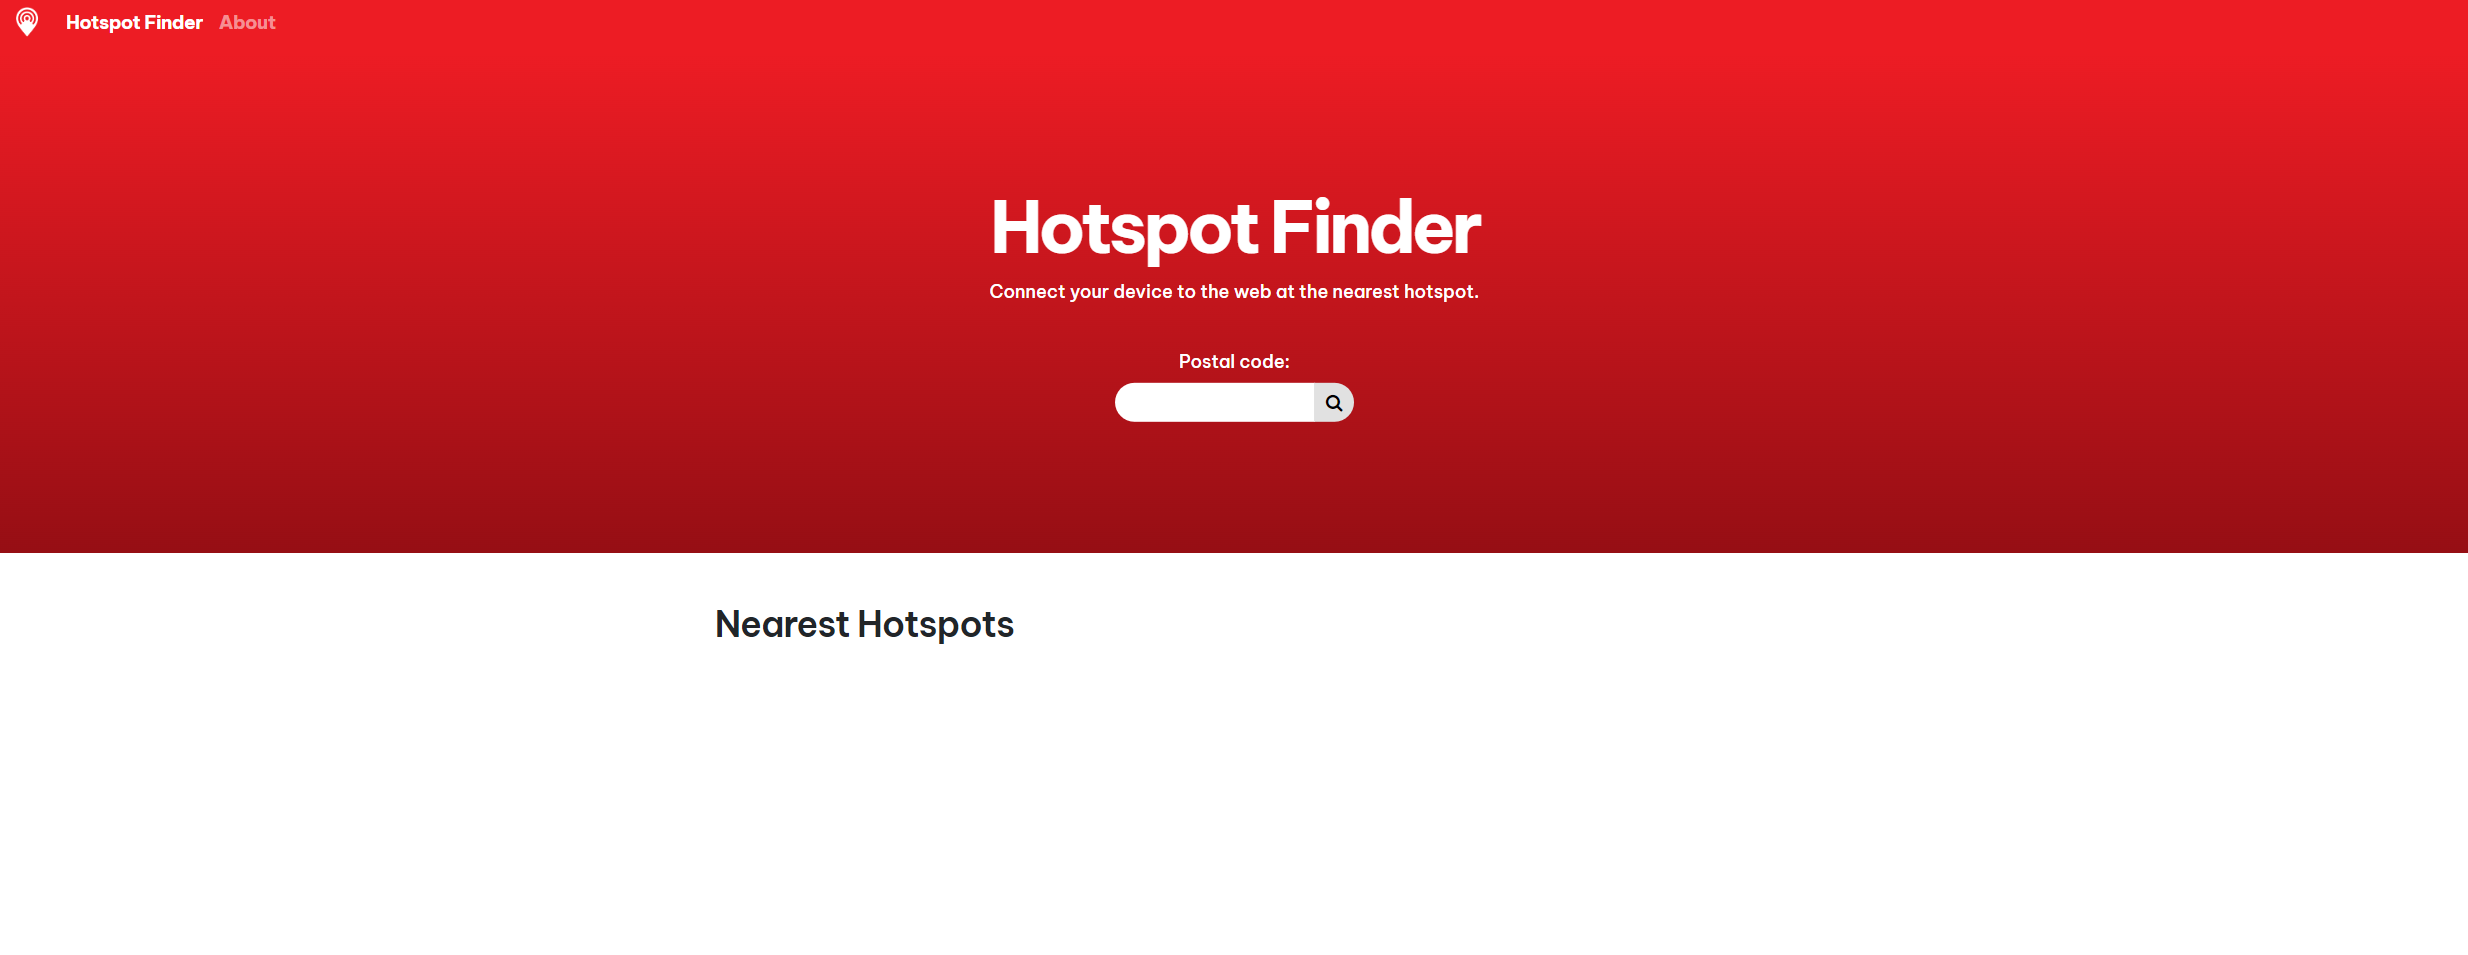 Hotspot Finder About
Hotspot Finder
Connect your device to the web at the nearest hotspot.
Postal code:
Nearest Hotspots